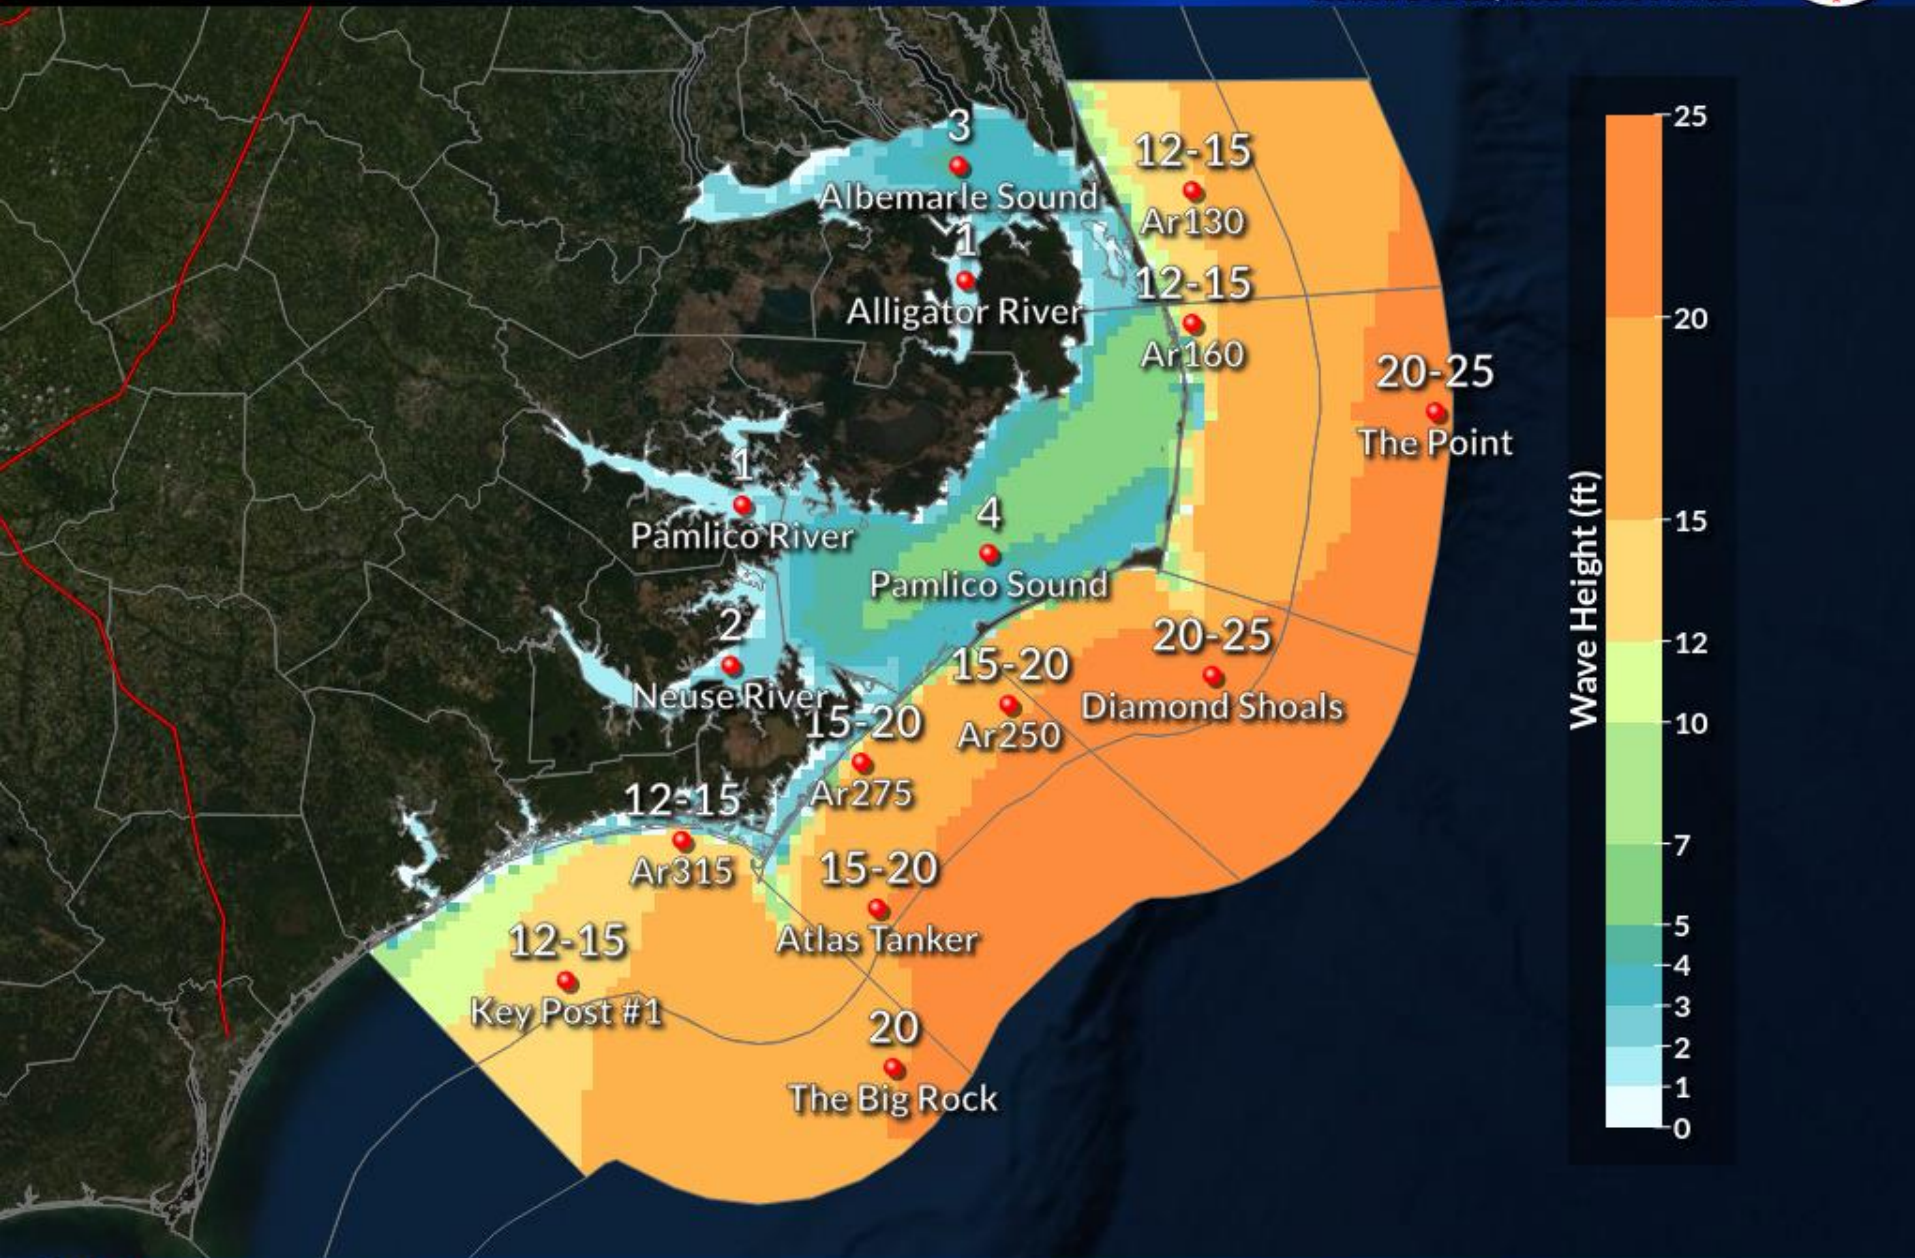 3
Albemarle Sound
12-15
Ar130
1
Alligator River
12-15
Ar160
20-25
The Point
1
Pamlico River
4
Pamlico Sound
2
Neuse River
20-25
Diamond Shoals
15-20
Ar250
15-20
Ar275
12-15
Ar315
15-20
Atlas Tanker
12-15
Key Post #1
20
The Big Rock
Wave Height (ft)
25
20
15
12
10
7
5
4
3
2
1
0